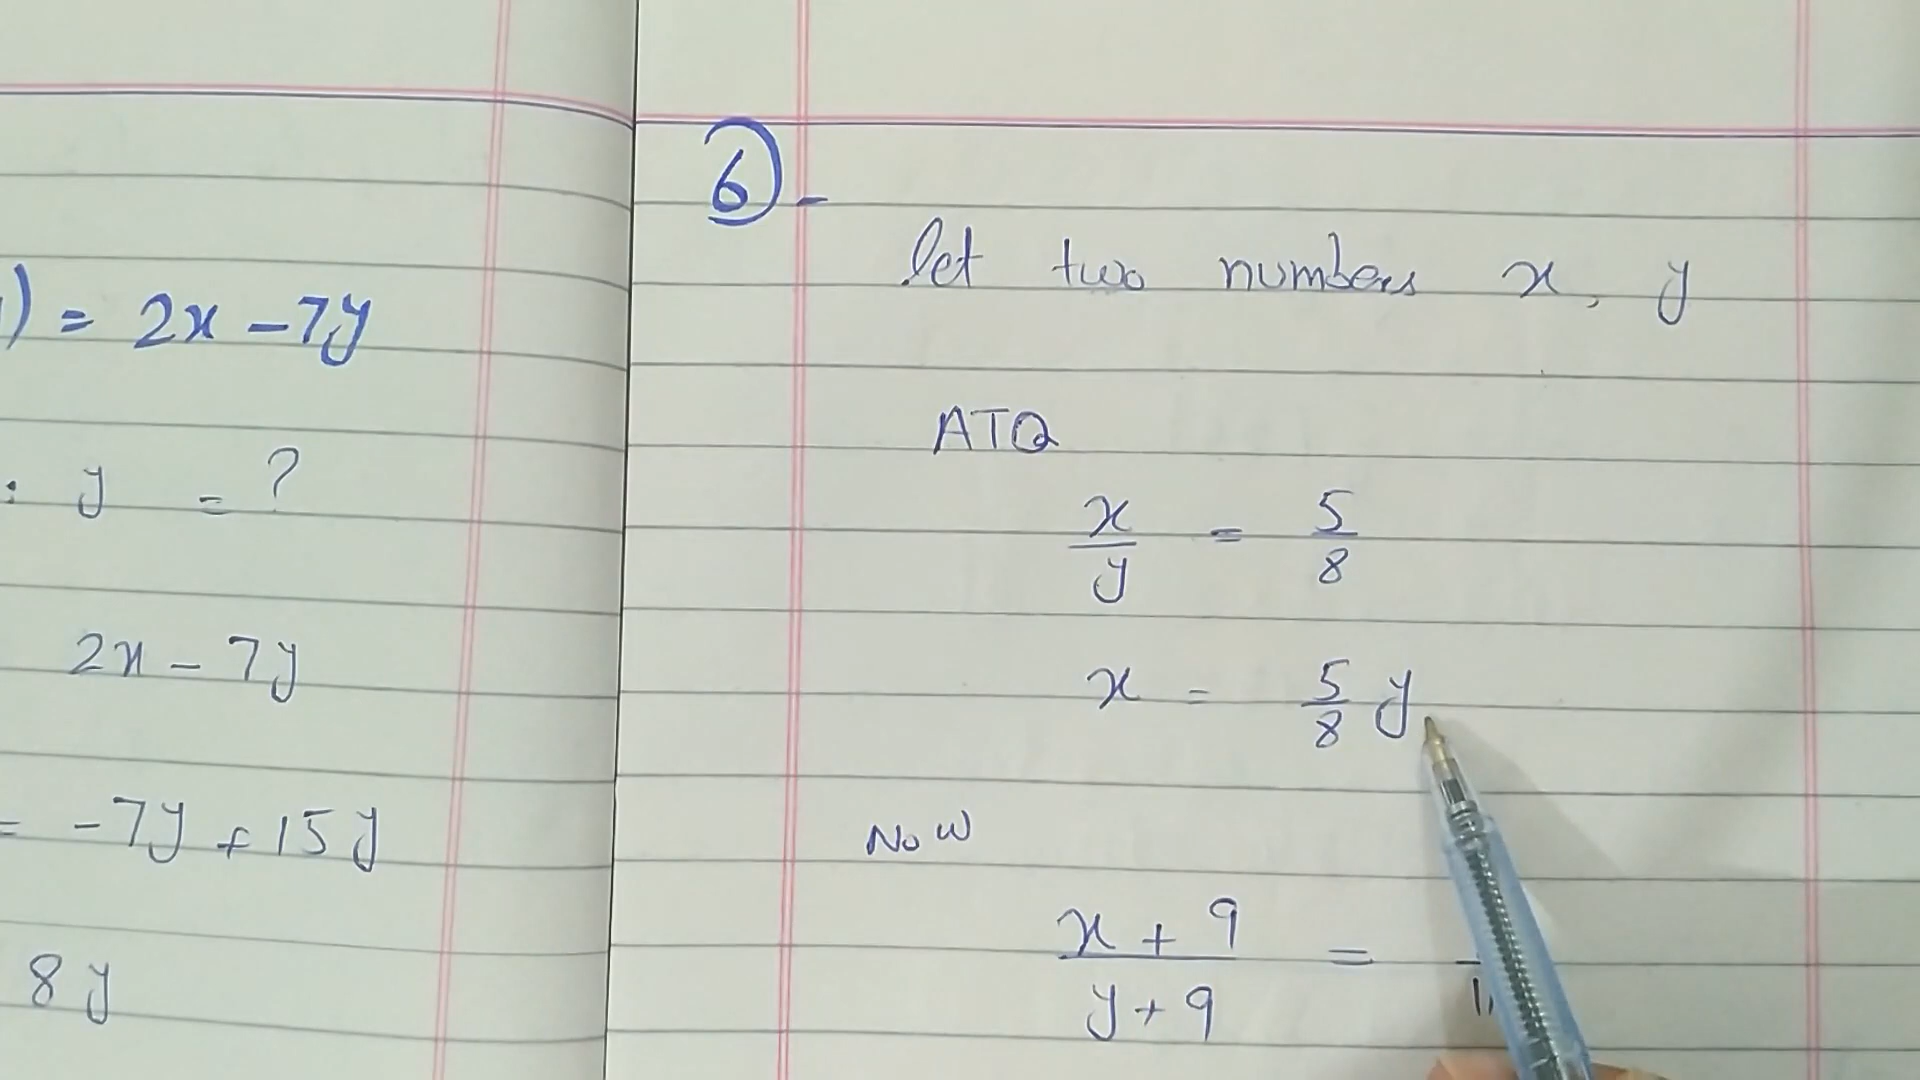 ) = 2x - 7y
: y = ?
2x - 7y
= -7y + 15y
8y
6 -
let two numbers x, y
ATQ
x/y = 5/8
x = 5/8 y
Now
x + 9 / y + 9 =